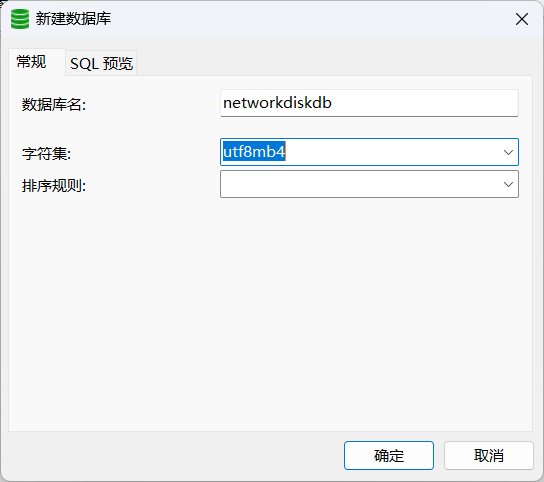 新建数据库
常规
SQL 预览
数据库名:
networkdiskdb
字符集:
utf8mb4
排序规则:
确定
取消